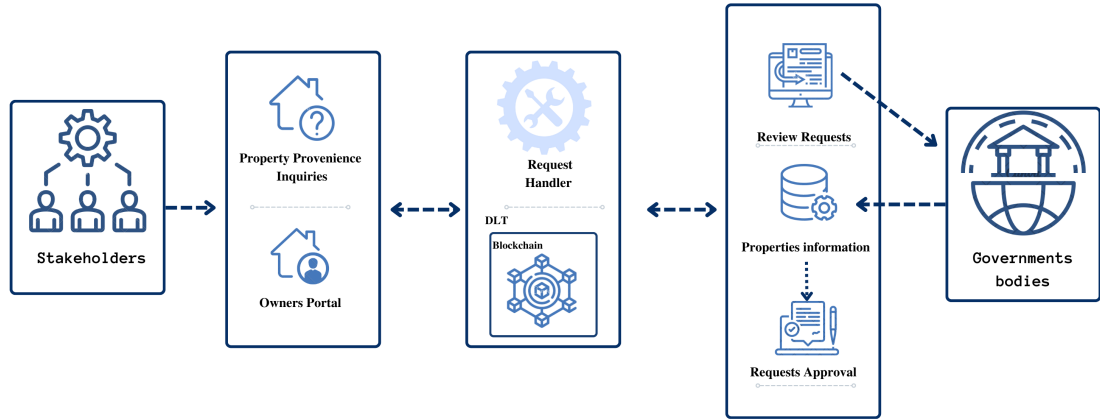 Stakeholders
Property Provenience
Inquiries
Owners Portal
Request
Handler
DLT
Blockchain
Review Requests
Properties information
Requests Approval
Governments
bodies